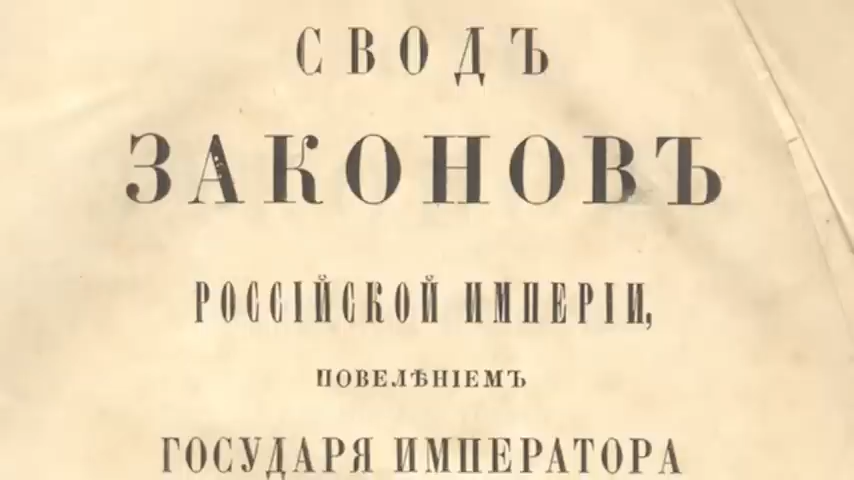 СВОДЪ
ЗАКОНОВЪ
РОССІЙСКОЙ ИМПЕРІИ,
ПОВЕЛѢНІЕМЪ
ГОСУДАРЯ ИМПЕРАТОРА